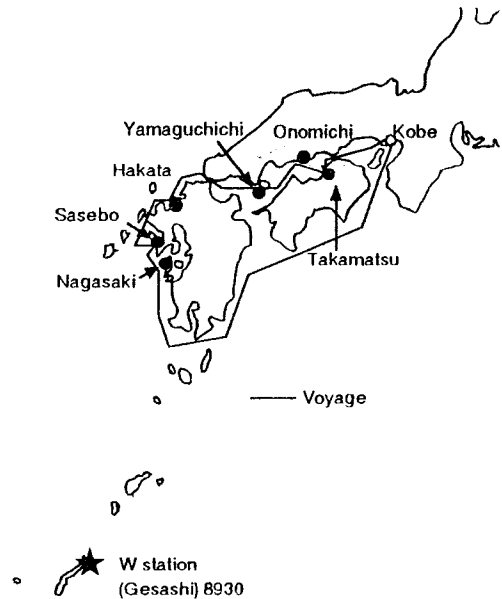 Yamaguchichi
Onomichi
Kobe
Hakata
Sasebo
Takamatsu
Nagasaki
Voyage
W station
(Gesashi) 8930